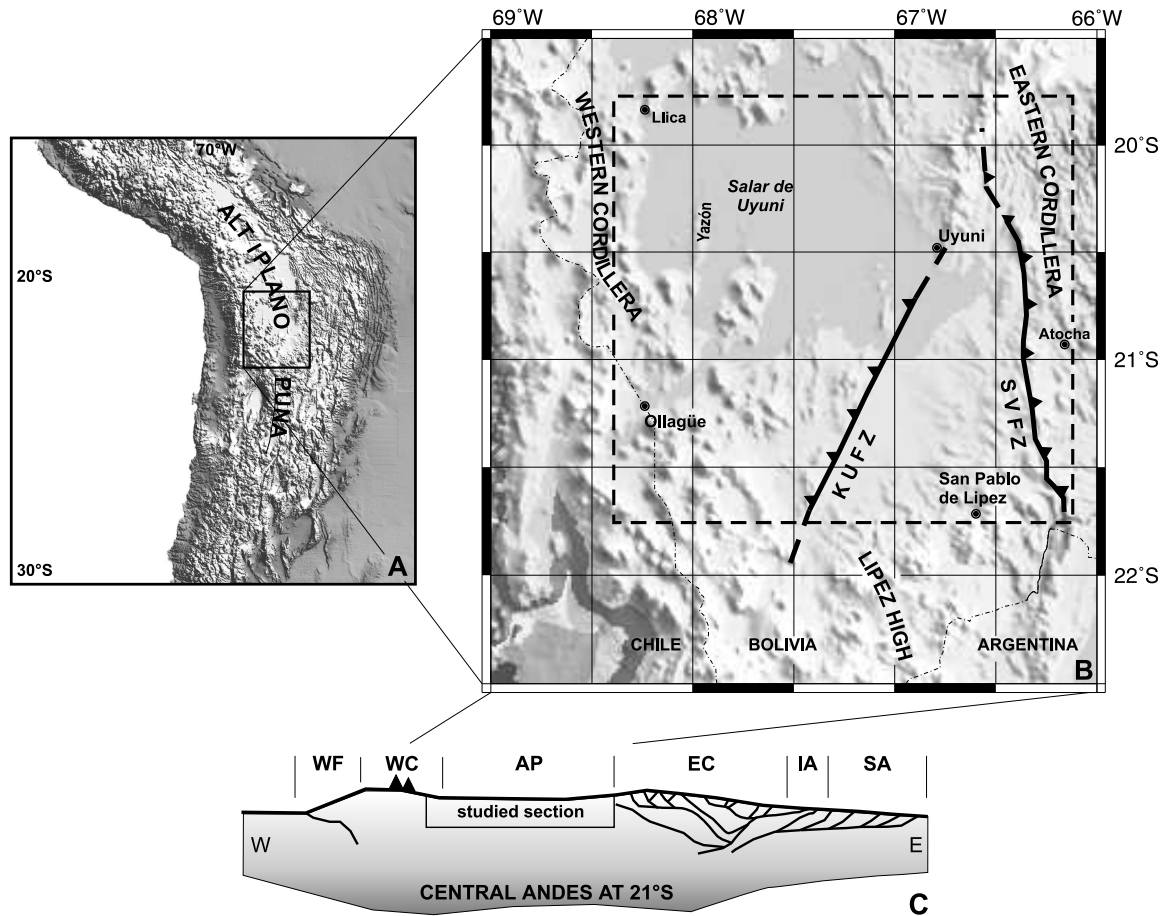 69°W 68°W 67°W 66°W
70°W
20°S
30°S
ALTIPLANO
PUNA
A
WESTERN CORDILLERA
EASTERN CORDILLERA
Llica
Salar de
Uyuni
Yazón
Uyuni
Atocha
Ollagüe
KUFZ
SVFZ
San Pablo
de Lipez
LIPEZ HIGH
CHILE BOLIVIA ARGENTINA
B
20°S
21°S
22°S
WF WC AP EC IA SA
studied section
W E
CENTRAL ANDES AT 21°S
C